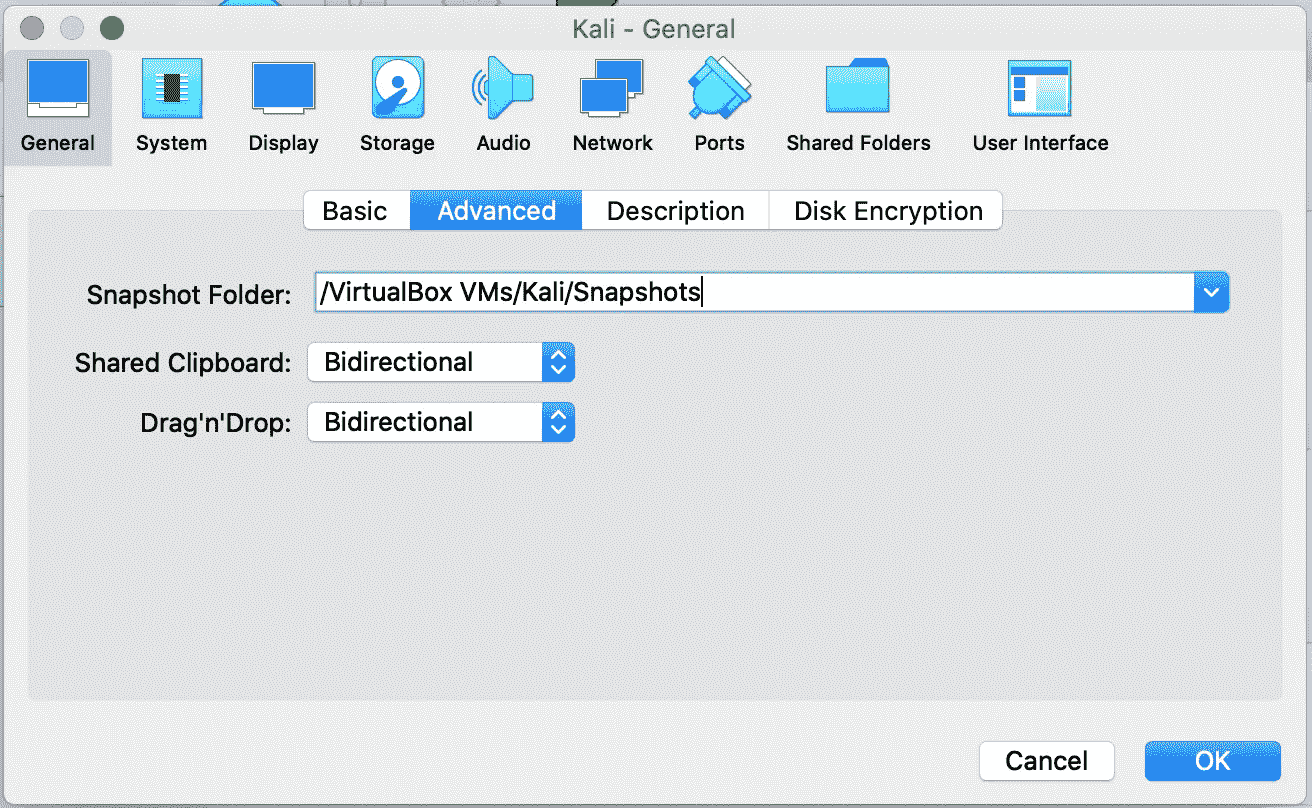 Kali - General
General System Display Storage Audio Network Ports Shared Folders User Interface
Basic Advanced Description Disk Encryption
Snapshot Folder: /VirtualBox VMs/Kali/Snapshots
Shared Clipboard: Bidirectional
Drag'n'Drop: Bidirectional
Cancel OK